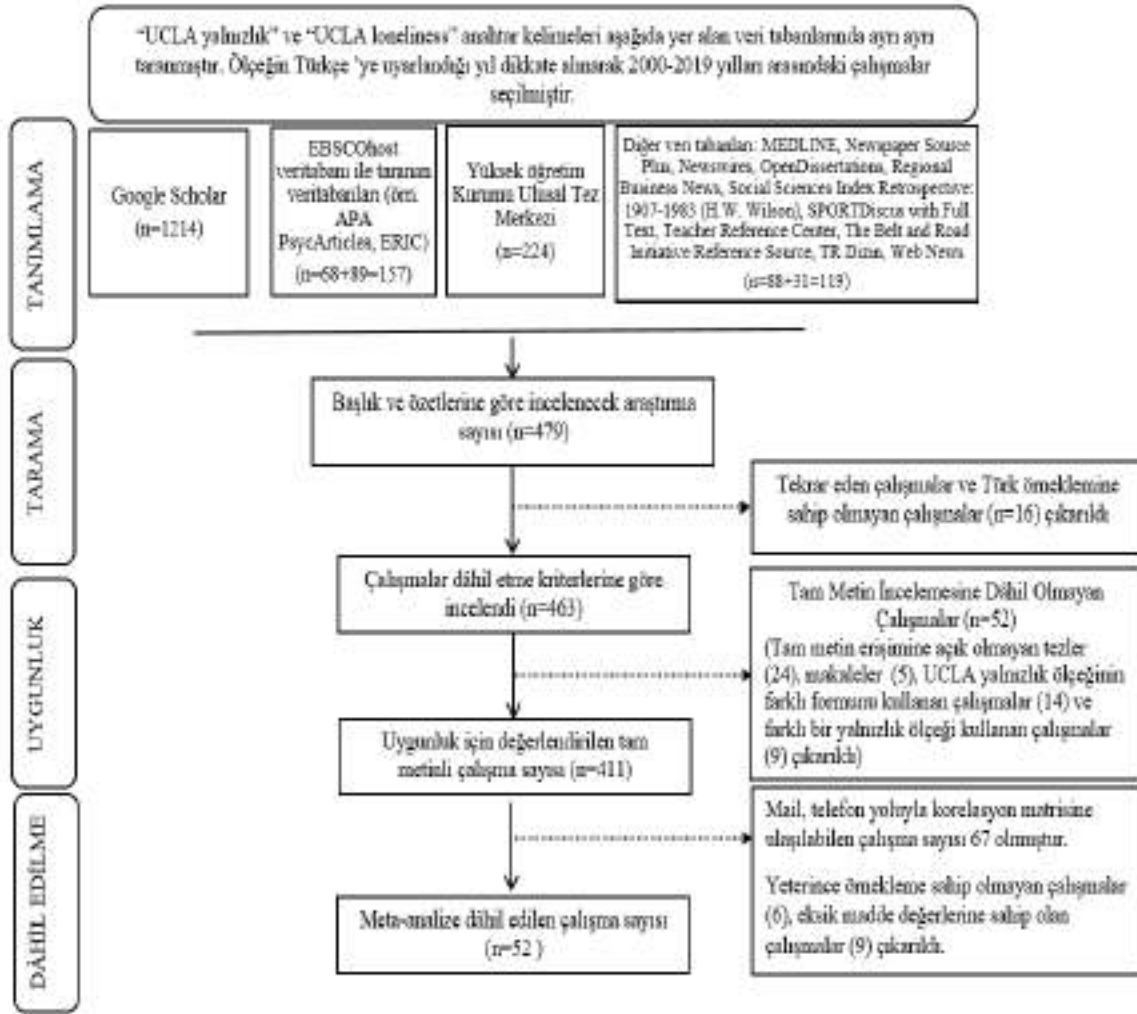 “UCLA yalnızlık” ve “UCLA loneliness” anahtar kelimeleri aşağıda yer alan veri tabanlarında ayrı ayrı
taranmıştır. Ölçeğin Türkçe ’ye uyarlandığı yıl dikkate alınarak 2000-2019 yılları arasındaki çalışmalar
seçilmiştir.
TANIMLAMA
Google Scholar
(n=1214)
EBSCOhost
veritabanı ile taranan
veritabanları (örn.
APA
PsycArticles, ERIC)
(n=68+89=157)
Yüksek öğretim
Kurumu Ulusal Tez
Merkezi
(n=224)
Diğer veri tabanları: MEDLINE, Newspaper Source
Plus, Newswires, OpenDissertations, Regional
Business News, Social Sciences Index Retrospective:
1907-1983 (H.W. Wilson), SPORTDiscus with Full
Text, Teacher Reference Center, The Belt and Road
Initiative Reference Source, TR Dizin, Web News
(n=88+31=119)
TARAMA
Başlık ve özetlerine göre incelenecek araştırma
sayısı (n=479)
Tekrar eden çalışmalar ve Türk örneklemine
sahip olmayan çalışmalar (n=16) çıkarıldı
UYGUNLUK
Çalışmalar dâhil etme kriterlerine göre
incelendi (n=463)
Tam Metin İncelemesine Dâhil Olmayan
Çalışmalar (n=52)
(Tam metin erişimine açık olmayan tezler
(24), makaleler (5), UCLA yalnızlık ölçeğinin
farklı formunu kullanan çalışmalar (14) ve
farklı bir yalnızlık ölçeği kullanan çalışmalar
(9) çıkarıldı)
Uygunluk için değerlendirilen tam
metinli çalışma sayısı (n=411)
DÂHİL EDİLME
Mail, telefon yoluyla korelasyon matrisine
ulaşılabilen çalışma sayısı 67 olmuştur.
Yeterince örnekleme sahip olmayan çalışmalar
(6), eksik madde değerlerine sahip olan
çalışmalar (9) çıkarıldı.
Meta-analize dâhil edilen çalışma sayısı
(n=52 )